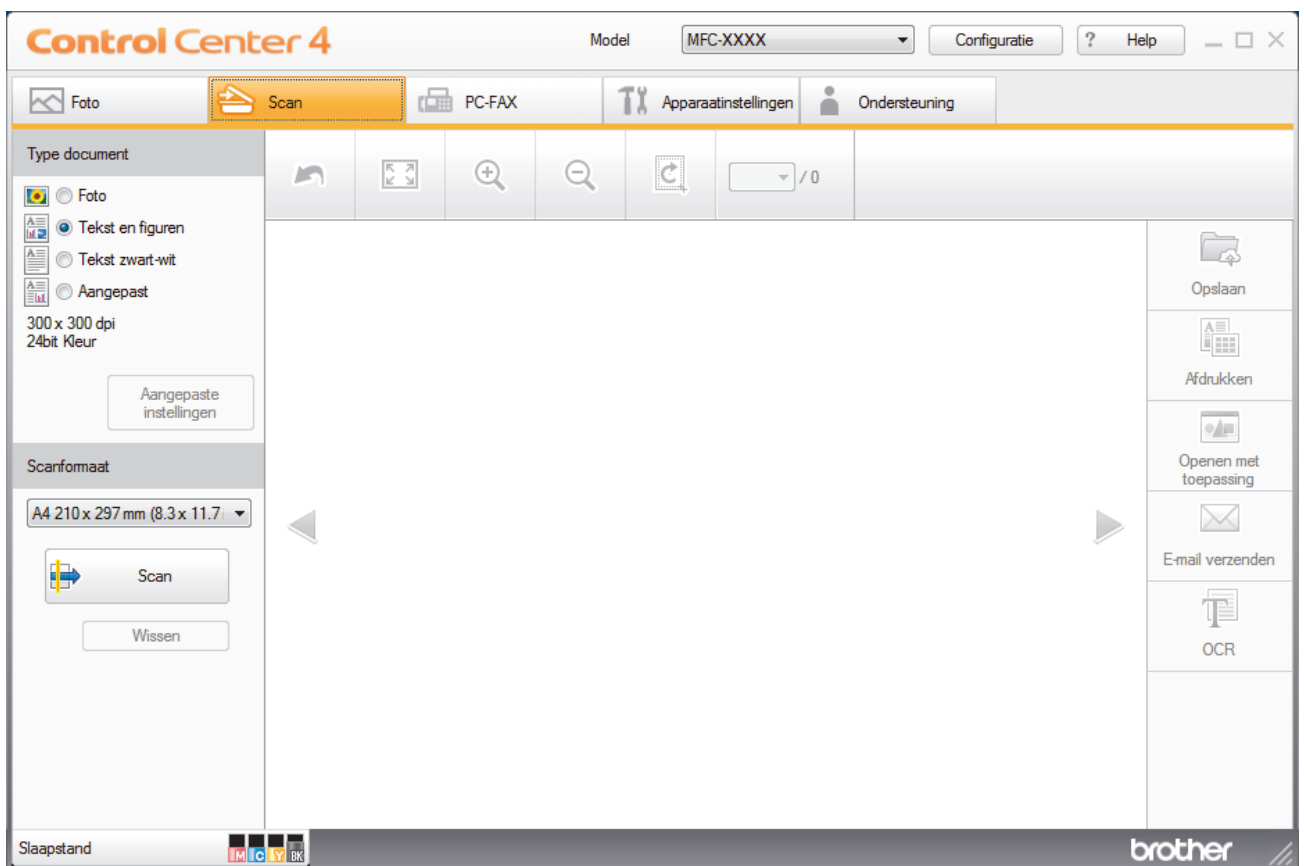 Control Center 4
Model MFC-XXXX Configuratie ? Help
Foto Scan PC-FAX Apparaatinstellingen Ondersteuning
Type document
Foto
Tekst en figuren
Tekst zwart-wit
Aangepast
300 x 300 dpi
24bit Kleur
Aangepaste
instellingen
Scanformaat
A4 210 x 297 mm (8.3 x 11.7
Scan
Wissen
/ 0
Opslaan
Afdrukken
Openen met
toepassing
E-mail verzenden
OCR
Slaapstand
M C Y BK
brother